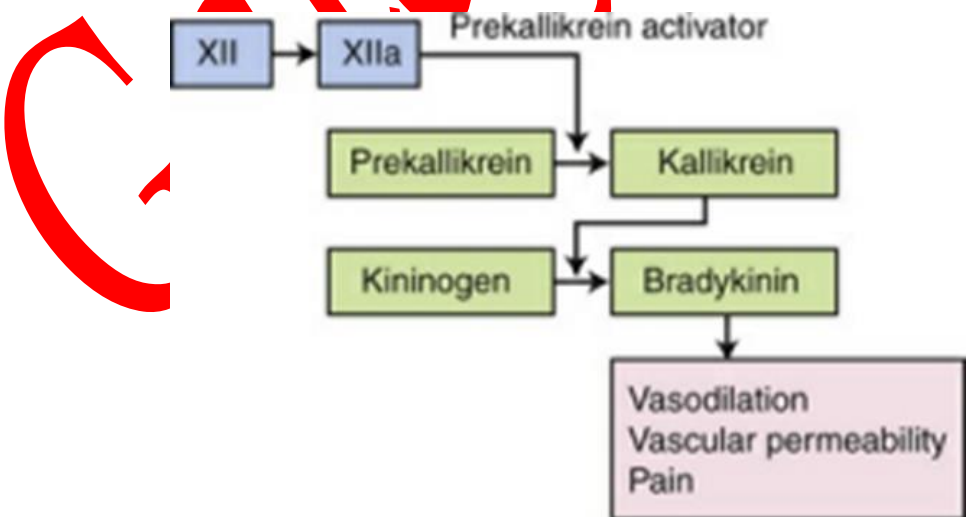 Prekallikrein activator
XII
XIIa
Prekallikrein
Kallikrein
Kininogen
Bradykinin
Vasodilation
Vascular permeability
Pain